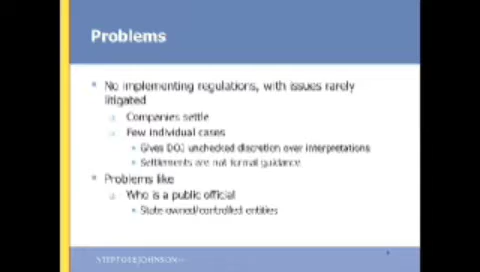 Problems
No implementing regulations, with issues rarely
litigated
Companies settle
Few individual cases
Gives DOJ unchecked discretion over interpretations
Settlements are not formal guidance
Problems like
Who is a public official
State owned/controlled entities
STEPTOE&JOHNSON